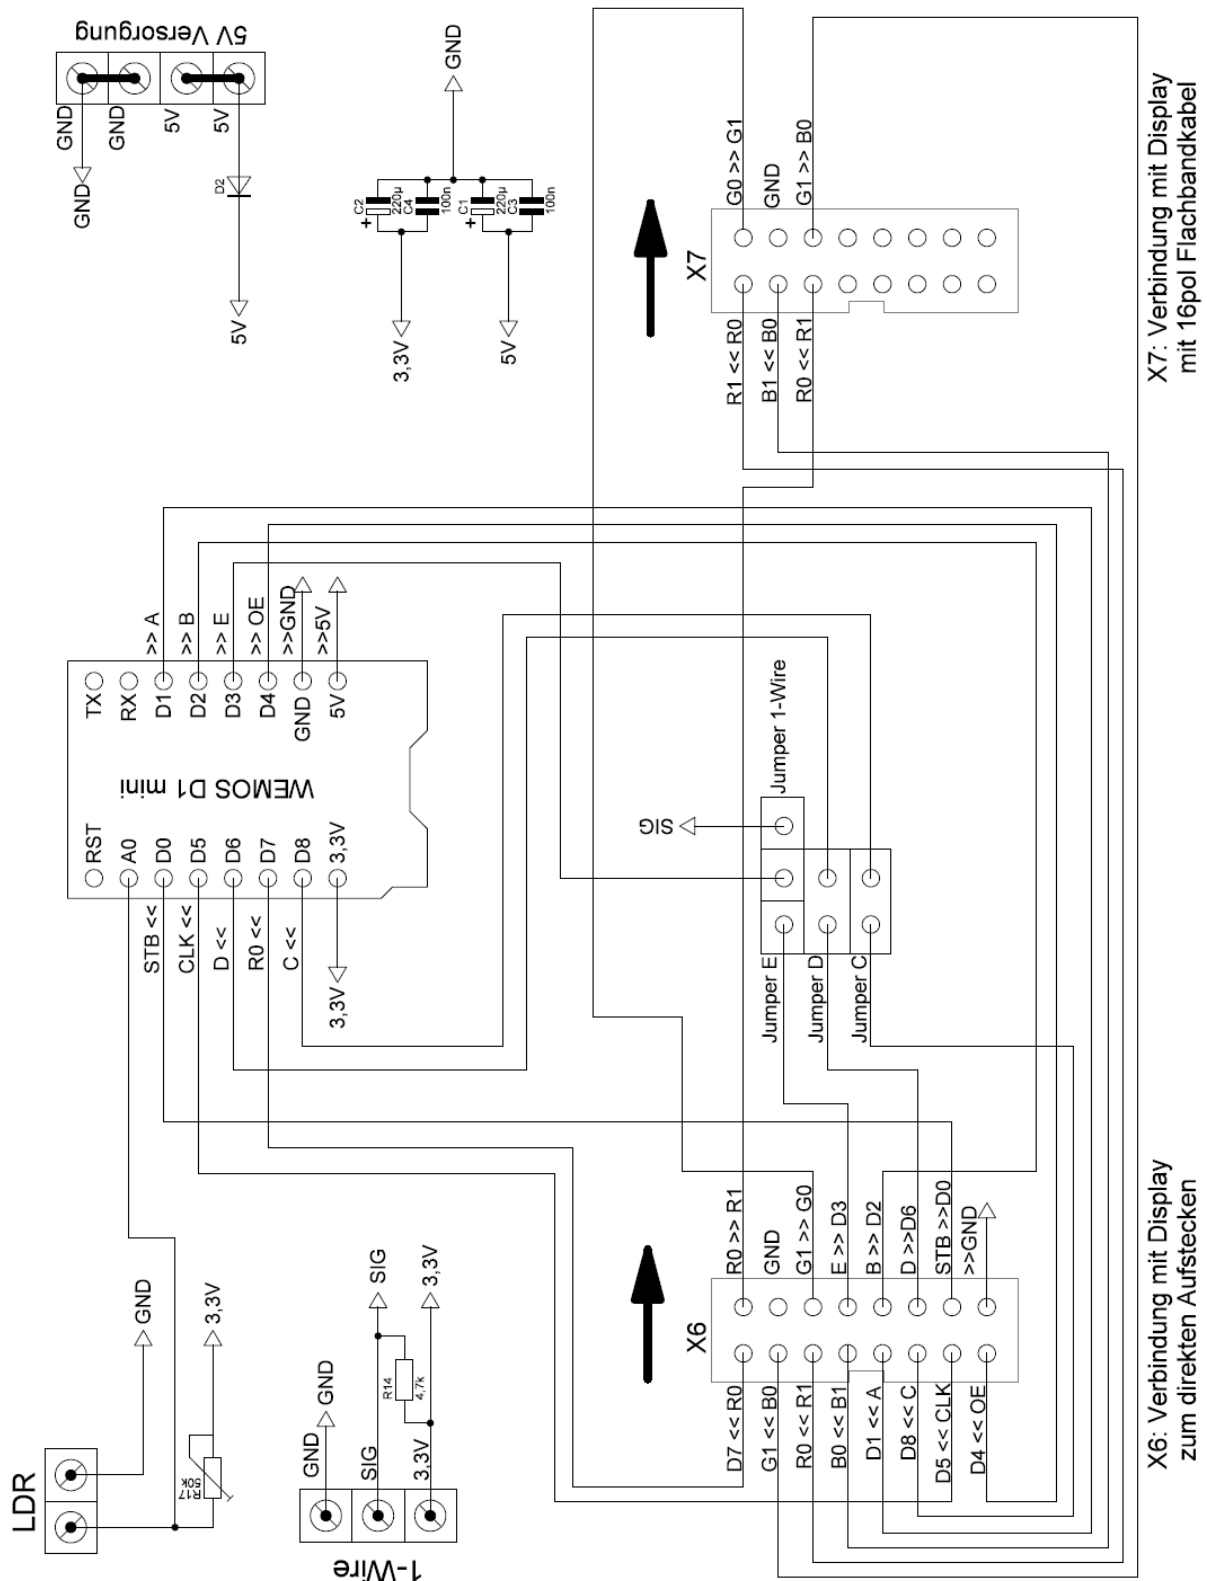 5V Versorgung
GND
GND
5V
5V
GND
D2
5V
GND
C2
220µ
C4
100n
C1
220µ
C3
100n
+
+
3,3V
5V
G0 >> G1
GND
G1 >> B0
X7
R1 << R0
B1 << B0
R0 << R1
X7: Verbindung mit Display
mit 16pol Flachbandkabel
WEMOS D1 mini
TX
RX
D1
D2
D3
D4
GND
5V
>> A
>> B
>> E
>> OE
>>GND
>>5V
RST
A0
D0
D5
D6
D7
D8
3,3V
STB <<
CLK <<
D <<
R0 <<
C <<
3,3V
Jumper 1-Wire
SIG
Jumper E
Jumper D
Jumper C
LDR
GND
3,3V
R17
50k
1-Wire
GND
SIG
3,3V
GND
SIG
3,3V
R14
4,7k
R0 >> R1
GND
G1 >> G0
E >> D3
B >> D2
D >>D6
STB >>D0
>>GND
X6
D7 << R0
G1 << B0
R0 << R1
B0 << B1
D1 << A
D8 << C
D5 << CLK
D4 << OE
X6: Verbindung mit Display
zum direkten Aufstecken